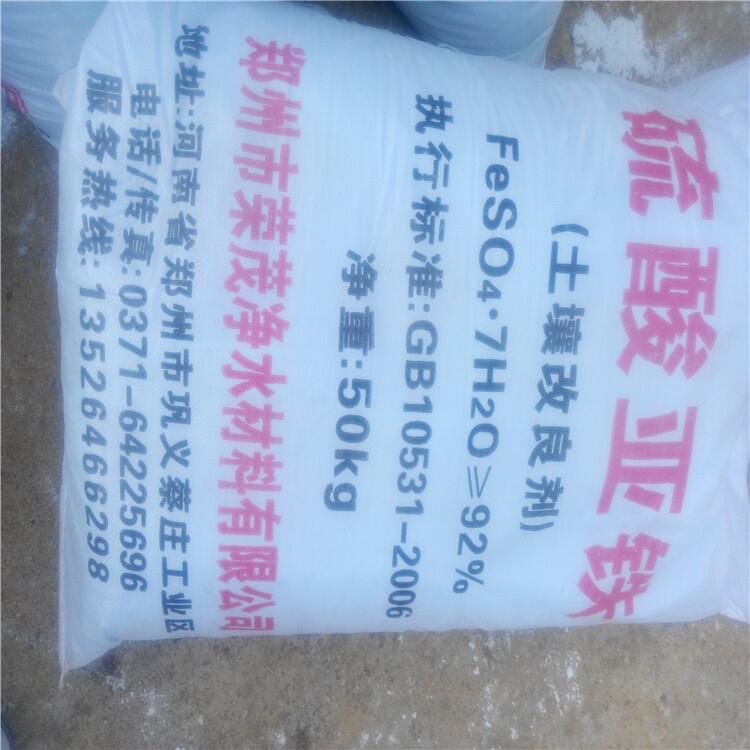 硫酸亚铁
(土壤改良剂)
FeSO₄·7H₂O≥92%
执行标准:GB10531-2006
净重:50kg
郑州市荣茂净水材料有限公司
地址:河南省郑州市巩义蔡庄工业区
电话/传真:0371-64225696
服务热线:13526466298